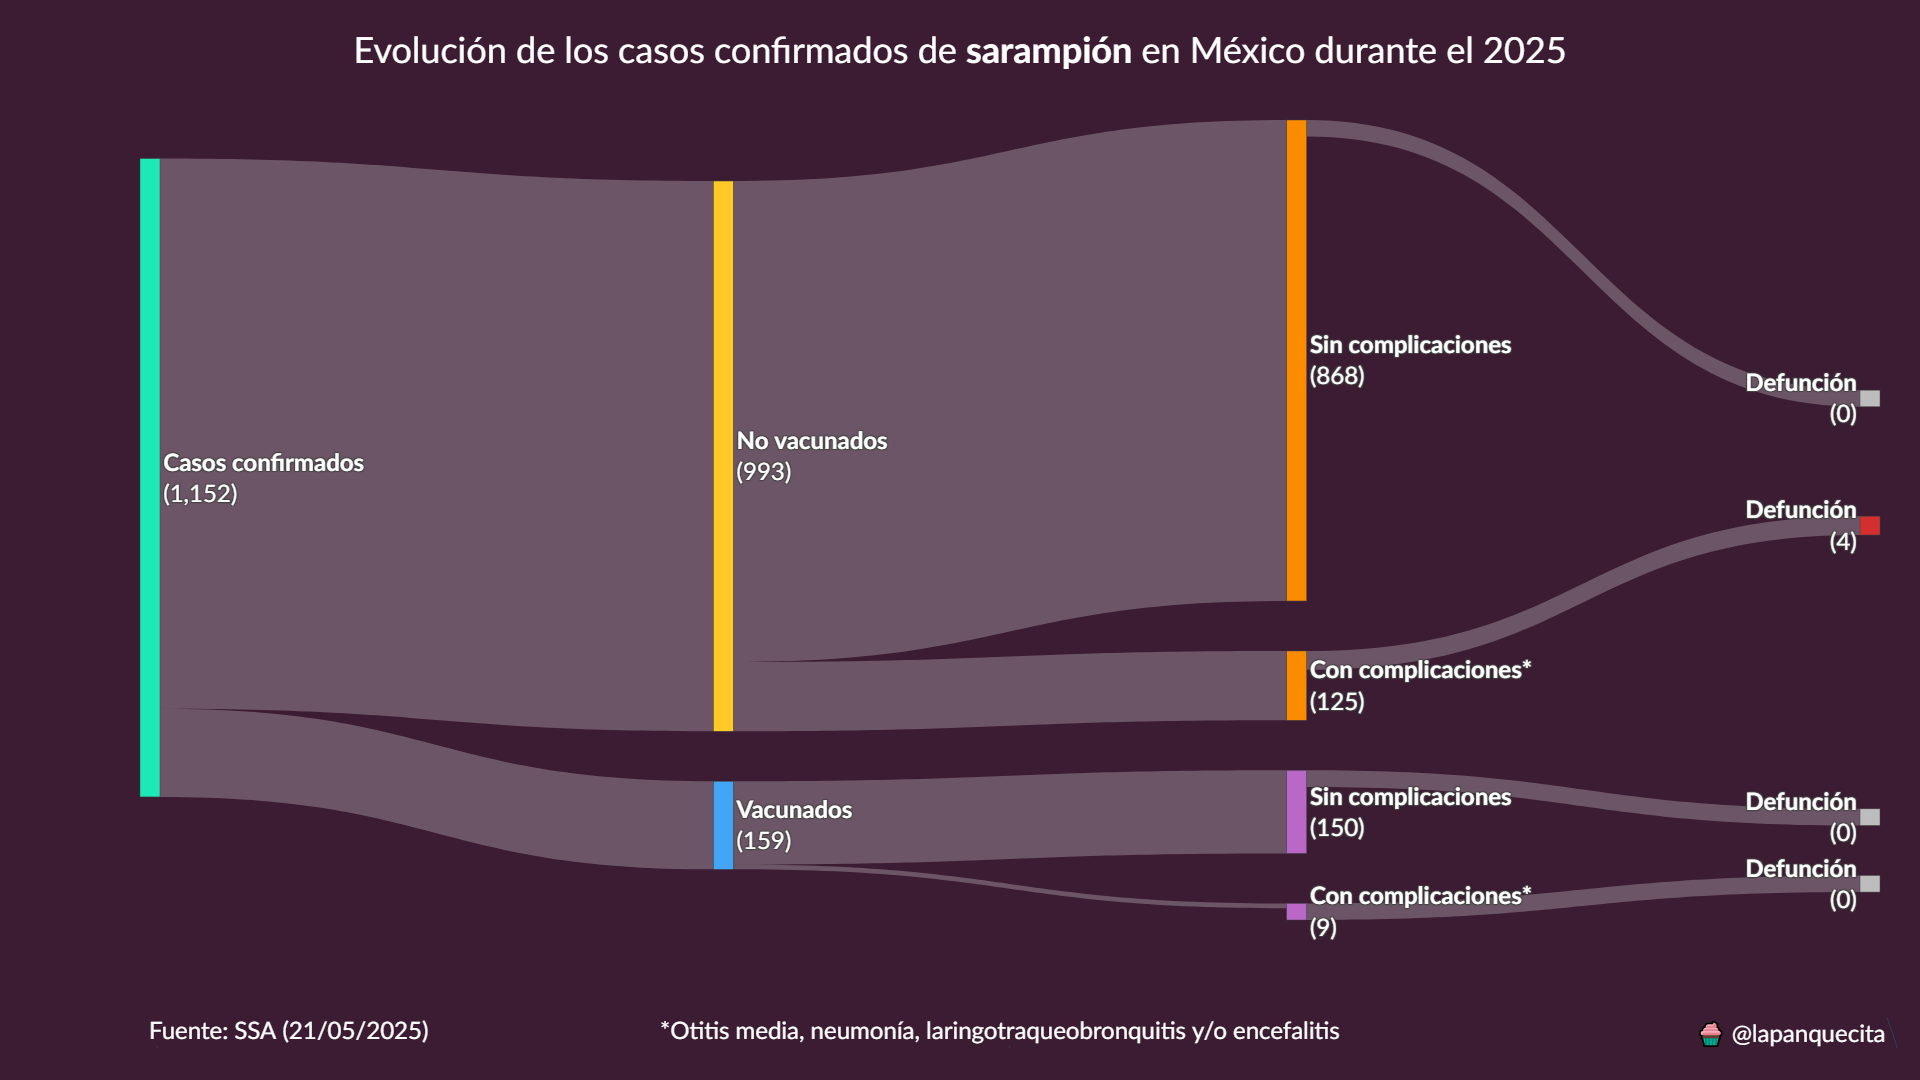 Evolución de los casos confirmados de sarampión en México durante el 2025
Casos confirmados
(1,152)
No vacunados
(993)
Vacunados
(159)
Sin complicaciones
(868)
Con complicaciones*
(125)
Sin complicaciones
(150)
Con complicaciones*
(9)
Defunción
(0)
Defunción
(4)
Defunción
(0)
Defunción
(0)
Fuente: SSA (21/05/2025)
*Otitis media, neumonía, laringotraqueobronquitis y/o encefalitis
@lapanquecita